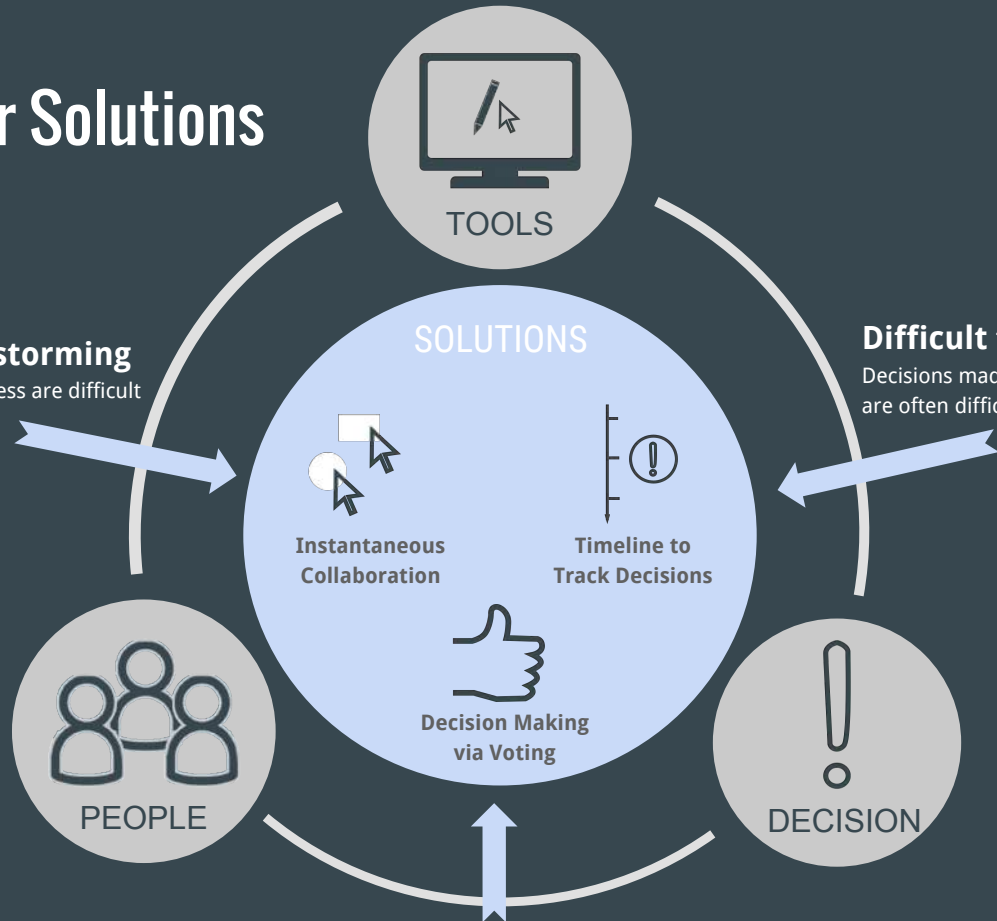 r Solutions
TOOLS
SOLUTIONS
storming
ess are difficult
Difficult
Decisions mad
are often diffic
Instantaneous
Collaboration
Timeline to
Track Decisions
Decision Making
via Voting
PEOPLE
DECISION